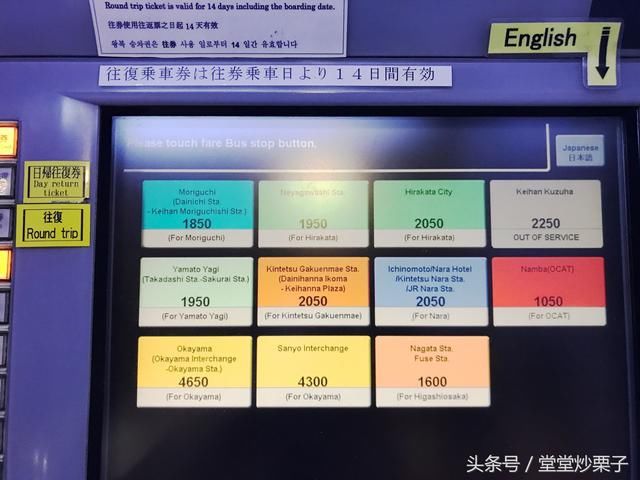 Round trip ticket is valid for 14 days including the boarding date.
往券使用往返票之日起 14 天有效
왕복 승차권은 往券 사용 일로부터 14 일간 유효합니다
English
往復乗車券は往券乗車日より１４日間有効
Please touch fare Bus stop button.
Japanese
日本語
日帰往復券
Day return
ticket
往復
Round trip
Moriguchi
(Dainichi Sta.
- Keihan Moriguchishi Sta.)
1850
(For Moriguchi)
Neyagawashi Sta.
1950
(For Hirakata)
Hirakata City
2050
(For Hirakata)
Keihan Kuzuha
2250
OUT OF SERVICE
Yamato Yagi
(Takadashi Sta.-Sakurai Sta.)
1950
(For Yamato Yagi)
Kintetsu Gakuenmae Sta.
(Dainihanna Ikoma
- Keihanna Plaza)
2050
(For Kintetsu Gakuenmae)
Ichinomoto/Nara Hotel
/Kintetsu Nara Sta.
/JR Nara Sta.
2050
(For Nara)
Namba(OCAT)
1050
(For OCAT)
Okayama
(Okayama Interchange
-Okayama Sta.)
4650
(For Okayama)
Sanyo Interchange
4300
(For Okayama)
Nagata Sta.
Fuse Sta.
1600
(For Higashiosaka)
头条号 / 堂堂炒栗子